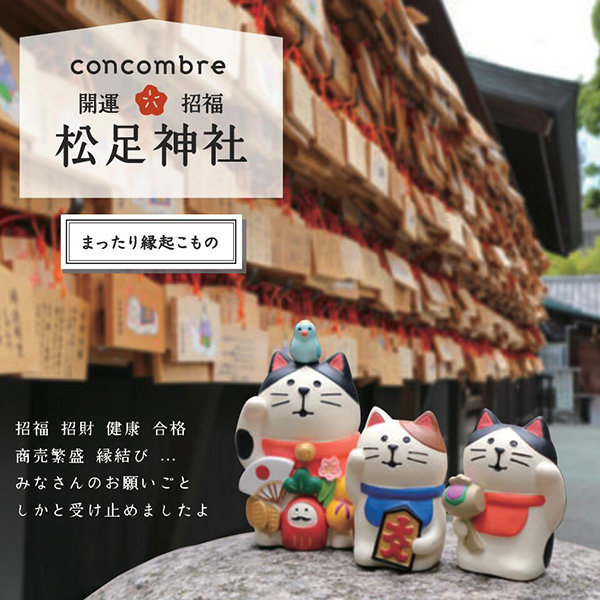 concombre
開運 招福
松足神社
まったり縁起こもの
招福 招財 健康 合格
商売繁盛 縁結び …
みなさんのお願いごと
しかと受け止めましたよ